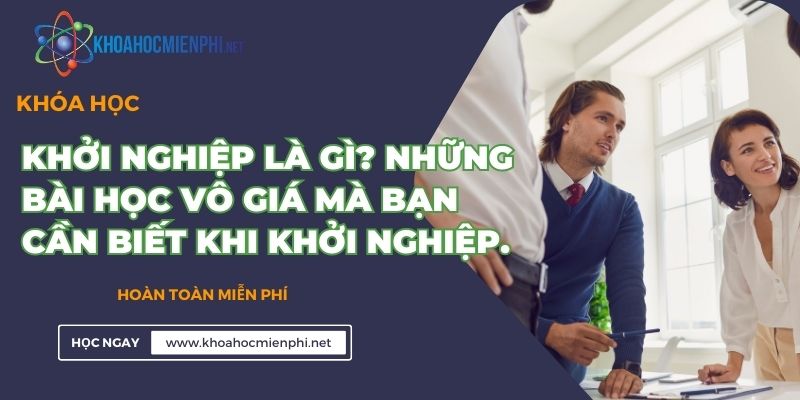 KHOAHOCMIENPHI.NET
KHÓA HỌC
KHỞI NGHIỆP LÀ GÌ? NHỮNG
BÀI HỌC VÔ GIÁ MÀ BẠN
CẦN BIẾT KHI KHỞI NGHIỆP.
HOÀN TOÀN MIỄN PHÍ
HỌC NGAY www.khoahocmienphi.net